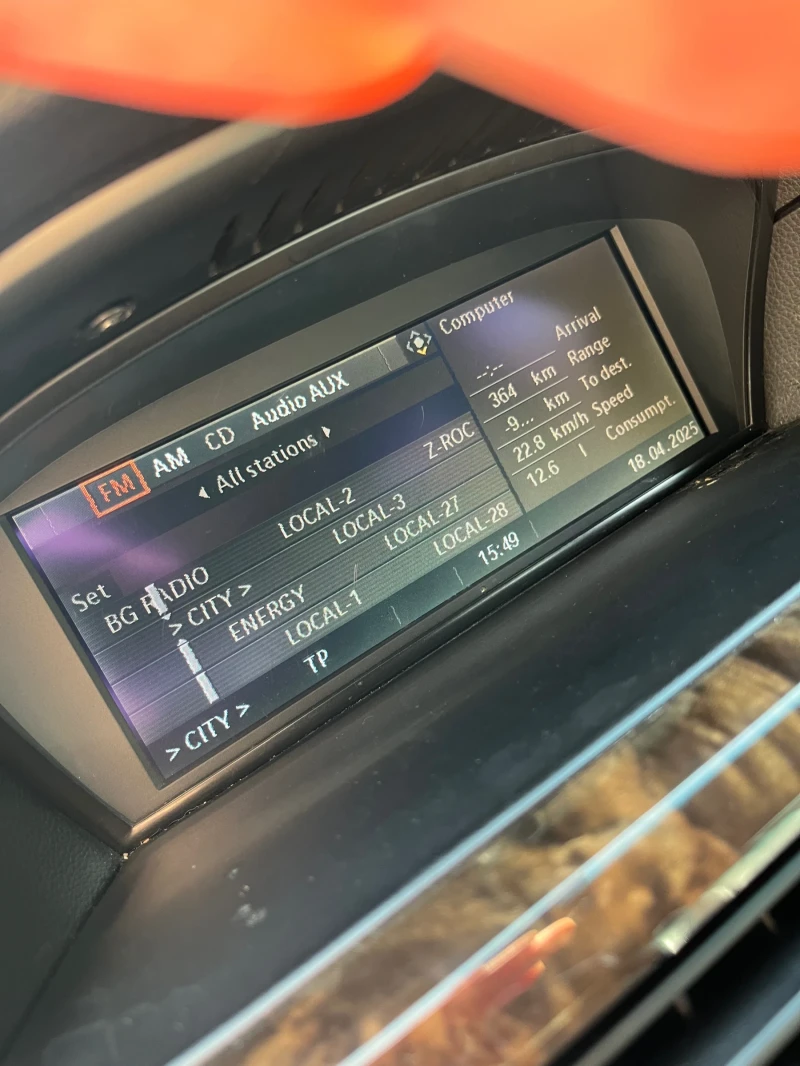 FM AM CD Audio AUX
◂ All stations ▸
Set
BG RADIO LOCAL-2 Z-ROC
> CITY > LOCAL-3
ENERGY LOCAL-27
LOCAL-1 LOCAL-28
> CITY > TP 15:49
Computer
--:-- Arrival
364 km Range
-9... km To dest.
22.8 km/h Speed
12.6 l Consumpt.
18.04.2025